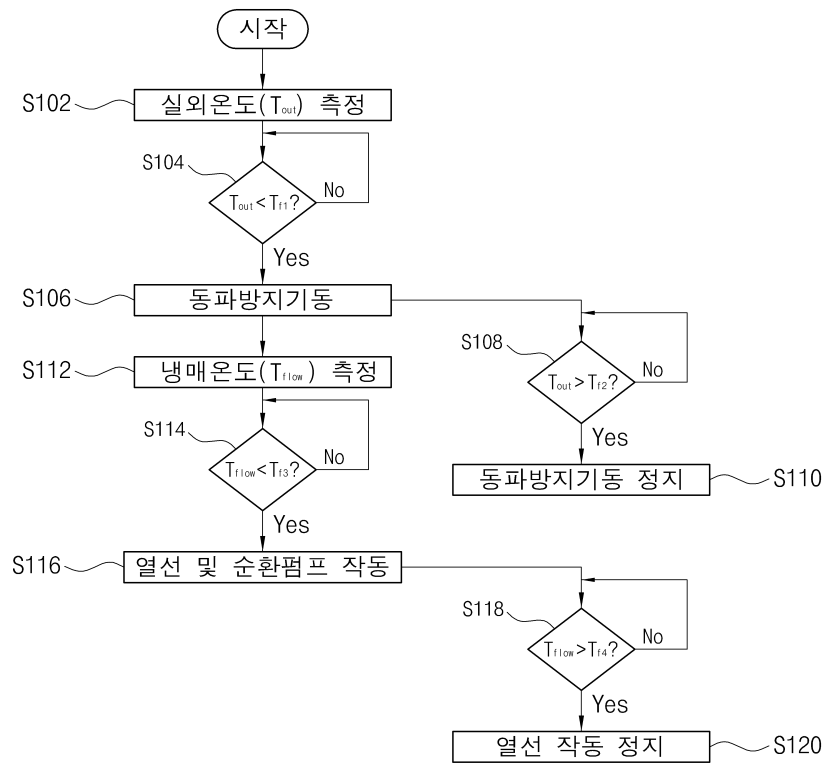 시작
S102
실외온도(Tout) 측정
S104
Tout<Tf1?
No
Yes
S106
동파방지기동
S108
Tout>Tf2?
No
Yes
S110
동파방지기동 정지
S112
냉매온도(Tflow) 측정
S114
Tflow<Tf3?
No
Yes
S116
열선 및 순환펌프 작동
S118
Tflow>Tf4?
No
Yes
S120
열선 작동 정지